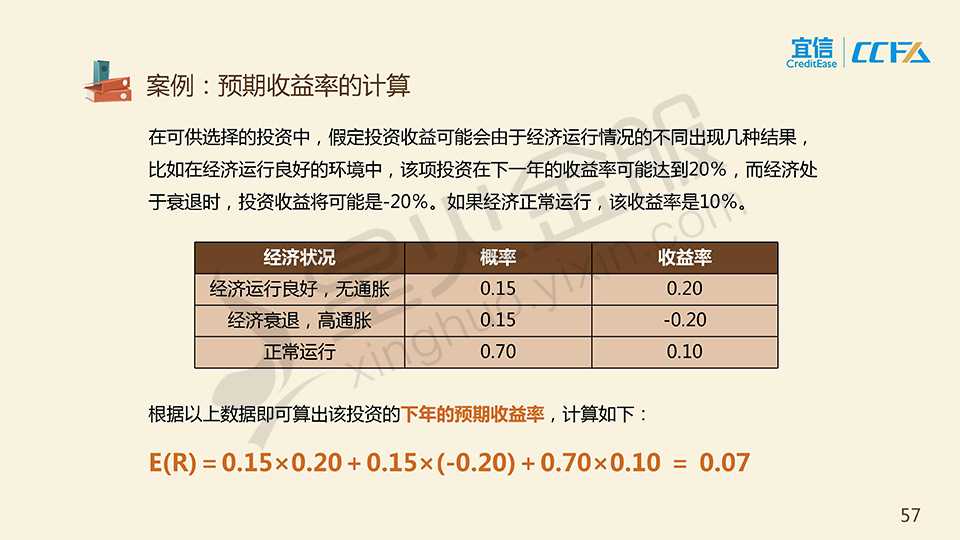 宜信
CreditEase
CCFA
案例：预期收益率的计算
在可供选择的投资中，假定投资收益可能会由于经济运行情况的不同出现几种结果，
比如在经济运行良好的环境中，该项投资在下一年的收益率可能达到20%，而经济处
于衰退时，投资收益将可能是-20%。如果经济正常运行，该收益率是10%。
经济状况 概率 收益率
经济运行良好，无通胀 0.15 0.20
经济衰退，高通胀 0.15 -0.20
正常运行 0.70 0.10
根据以上数据即可算出该投资的下年的预期收益率，计算如下：
E(R)＝0.15×0.20＋0.15×(-0.20)＋0.70×0.10 ＝ 0.07
星火金服
xinghuo.yixin.com
57